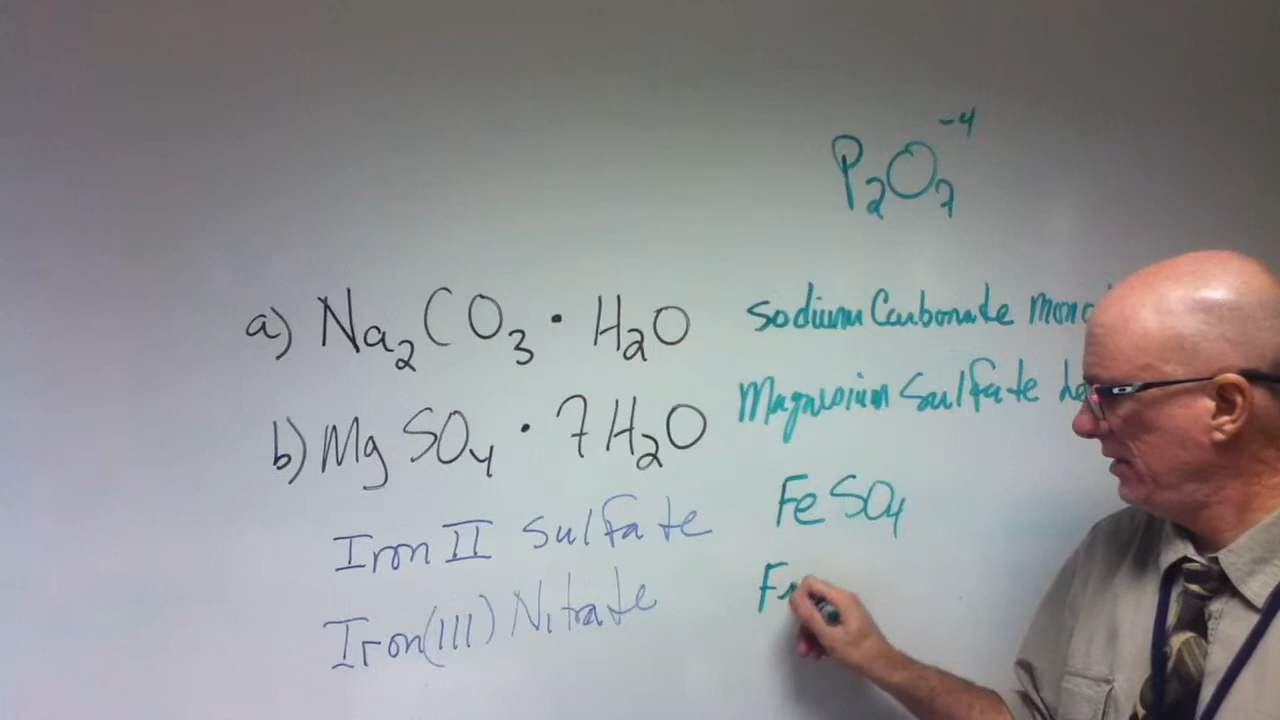 P₂O₇⁻⁴
a) Na₂CO₃ · H₂O Sodium Carbonate mono
b) MgSO₄ · 7H₂O Magnesium Sulfate
Iron II Sulfate FeSO₄
Iron(III) Nitrate F